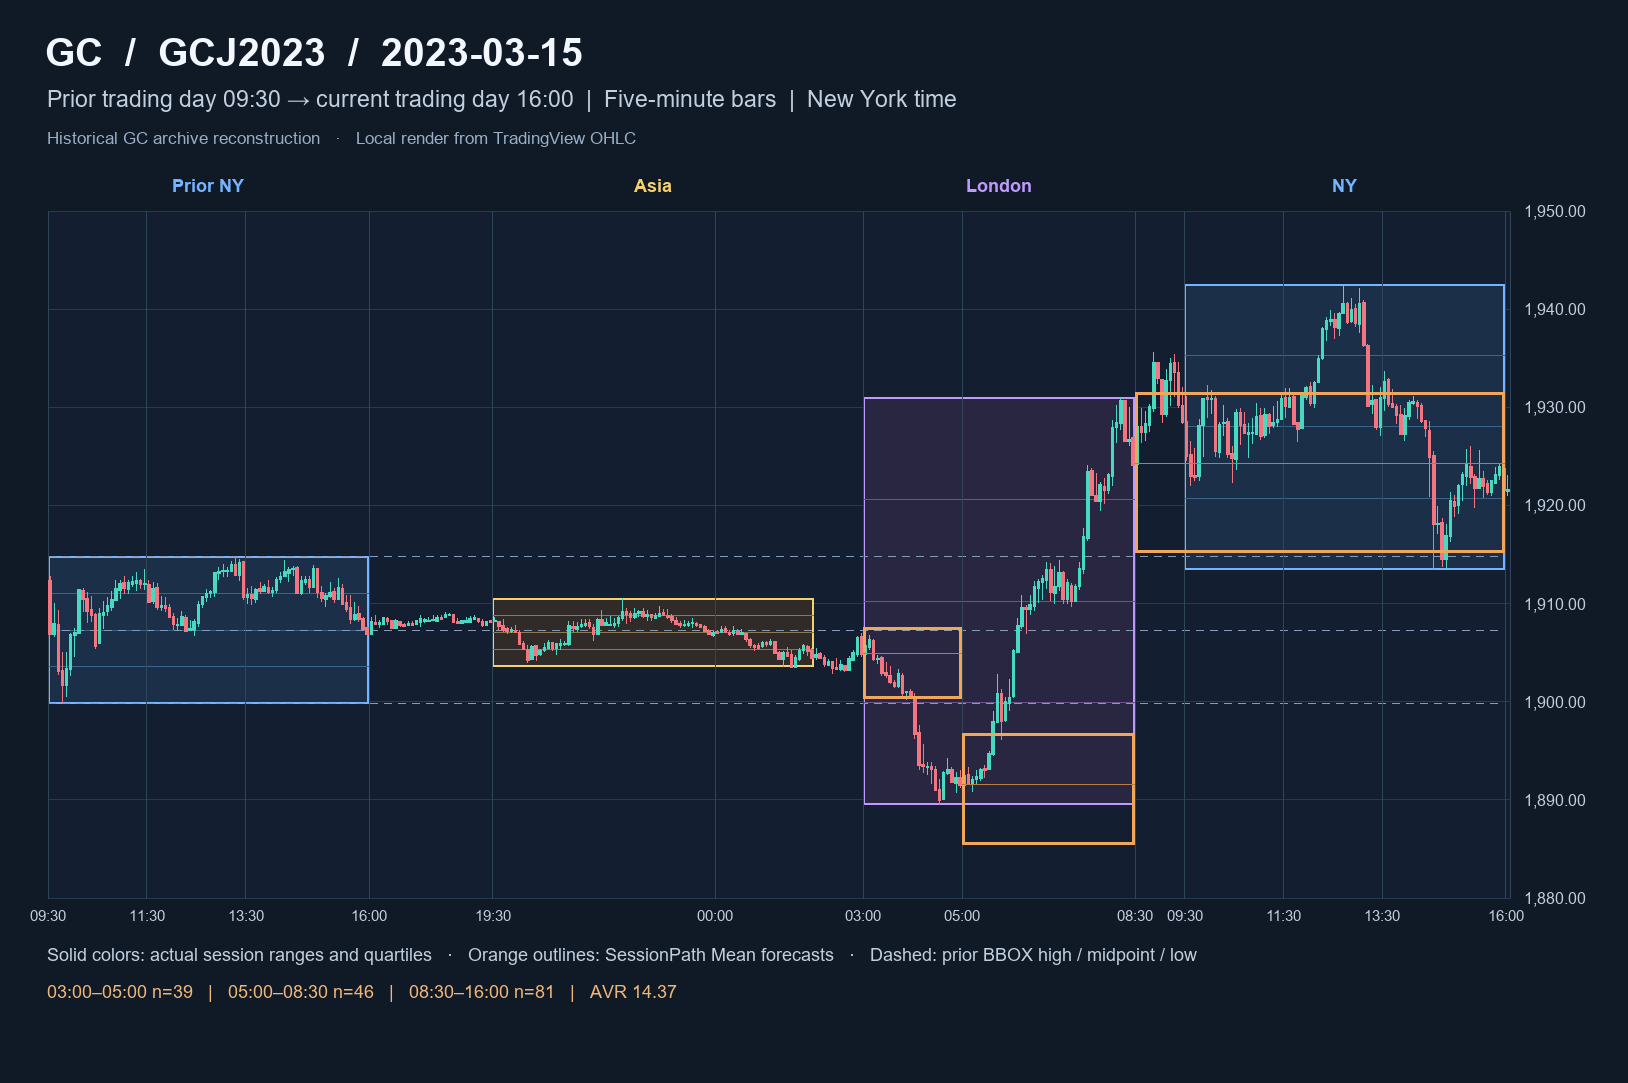 GC / GCJ2023 / 2023-03-15
Prior trading day 09:30 → current trading day 16:00 | Five-minute bars | New York time
Historical GC archive reconstruction · Local render from TradingView OHLC
Prior NY Asia London NY
1,950.00
1,940.00
1,930.00
1,920.00
1,910.00
1,900.00
1,890.00
1,880.00
09:30 11:30 13:30 16:00 19:30 00:00 03:00 05:00 08:30 09:30 11:30 13:30 16:00
Solid colors: actual session ranges and quartiles · Orange outlines: SessionPath Mean forecasts · Dashed: prior BBOX high / midpoint / low
03:00–05:00 n=39 | 05:00–08:30 n=46 | 08:30–16:00 n=81 | AVR 14.37